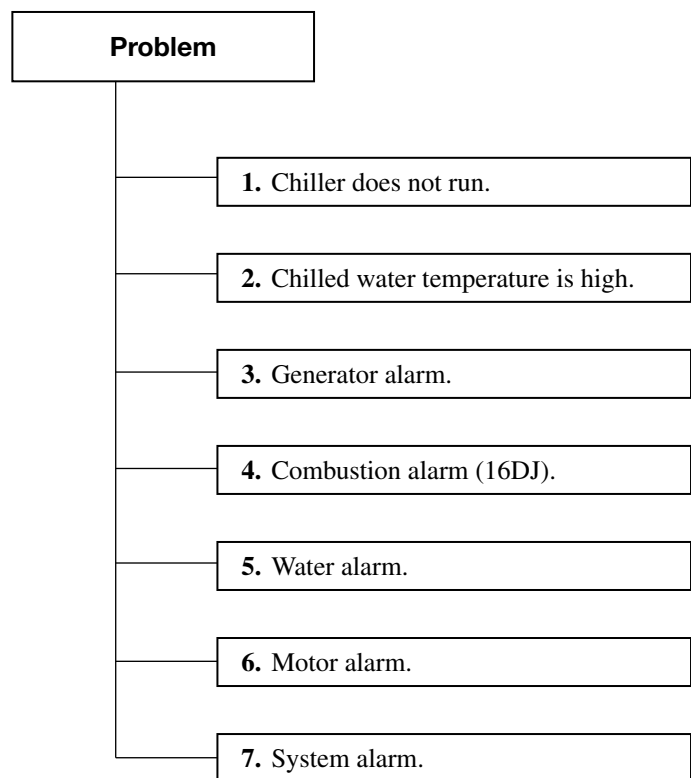 Problem
1. Chiller does not run.
2. Chilled water temperature is high.
3. Generator alarm.
4. Combustion alarm (16DJ).
5. Water alarm.
6. Motor alarm.
7. System alarm.